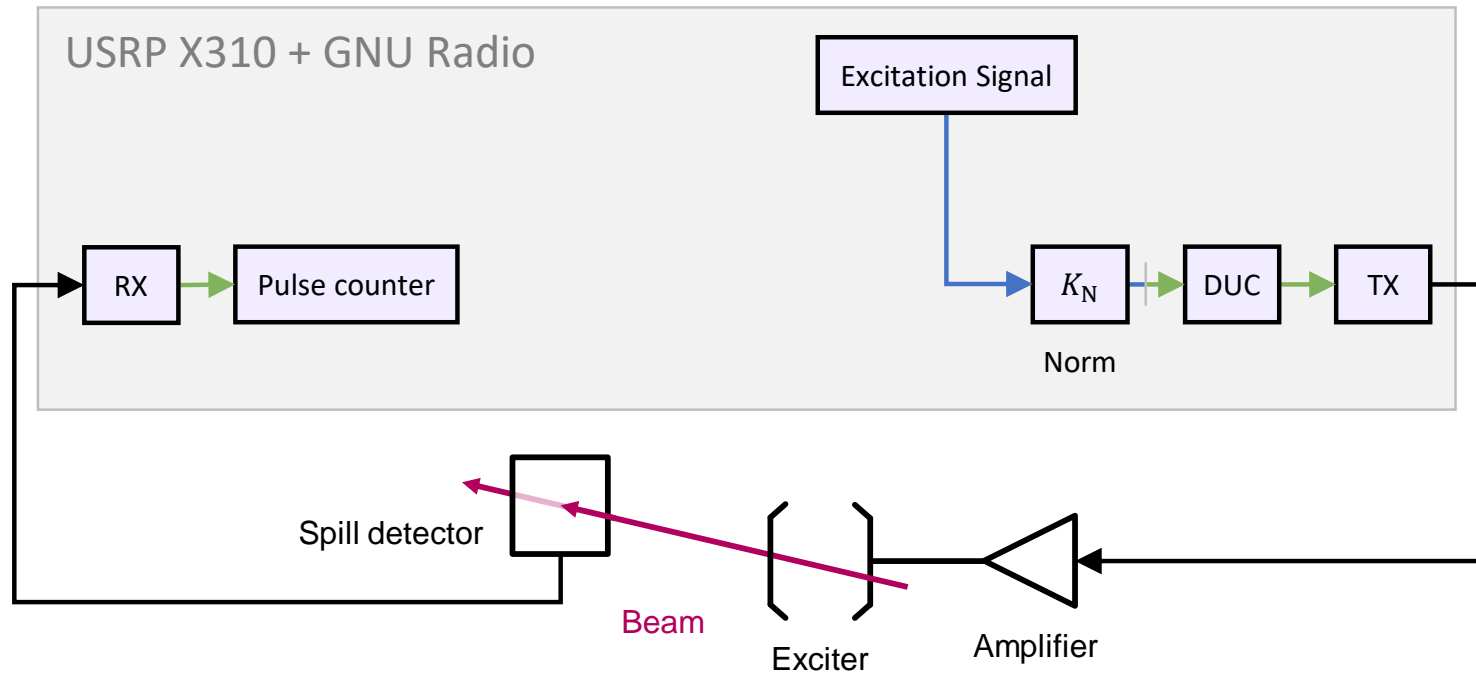 USRP X310 + GNU Radio
Excitation Signal
RX
Pulse counter
K_N
DUC
TX
Norm
Spill detector
Beam
Exciter
Amplifier